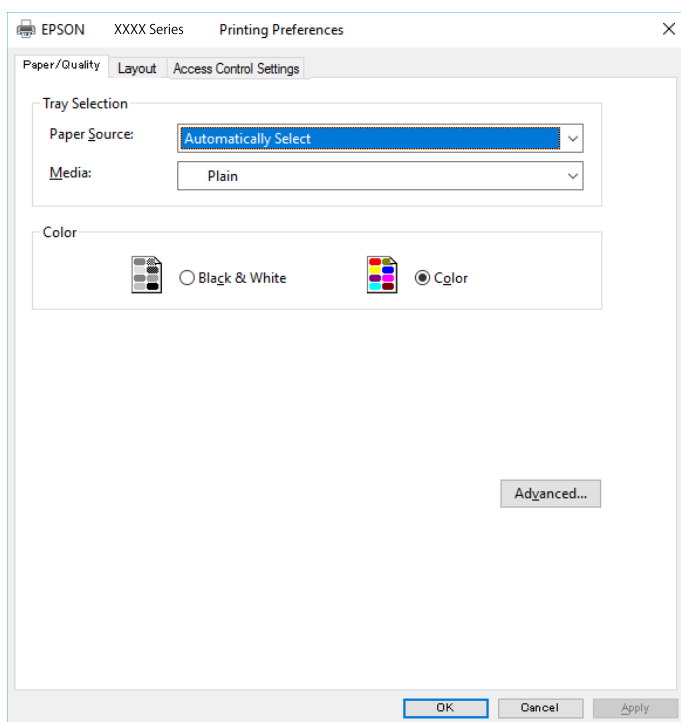 EPSON XXXX Series Printing Preferences
Paper/Quality Layout Access Control Settings
Tray Selection
Paper Source: Automatically Select
Media: Plain
Color
Black & White Color
Advanced...
OK Cancel Apply